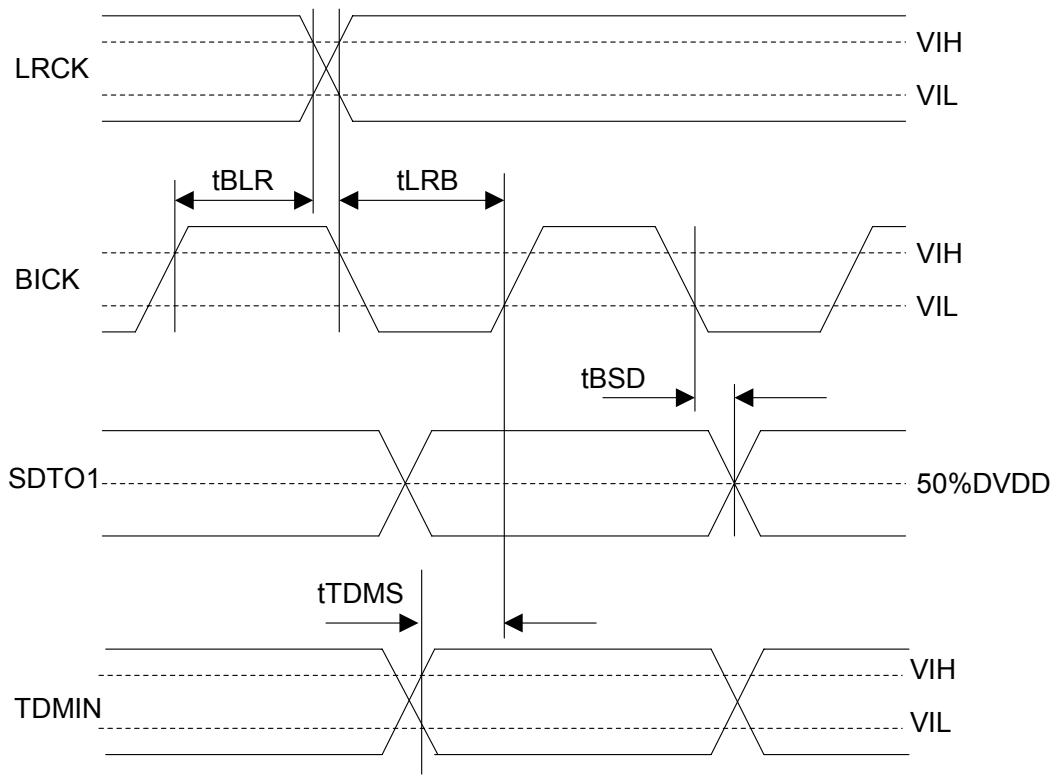 VIH
LRCK
VIL
tBLR
tLRB
VIH
BICK
VIL
tBSD
SDTO1
50%DVDD
tTDMS
VIH
TDMIN
VIL